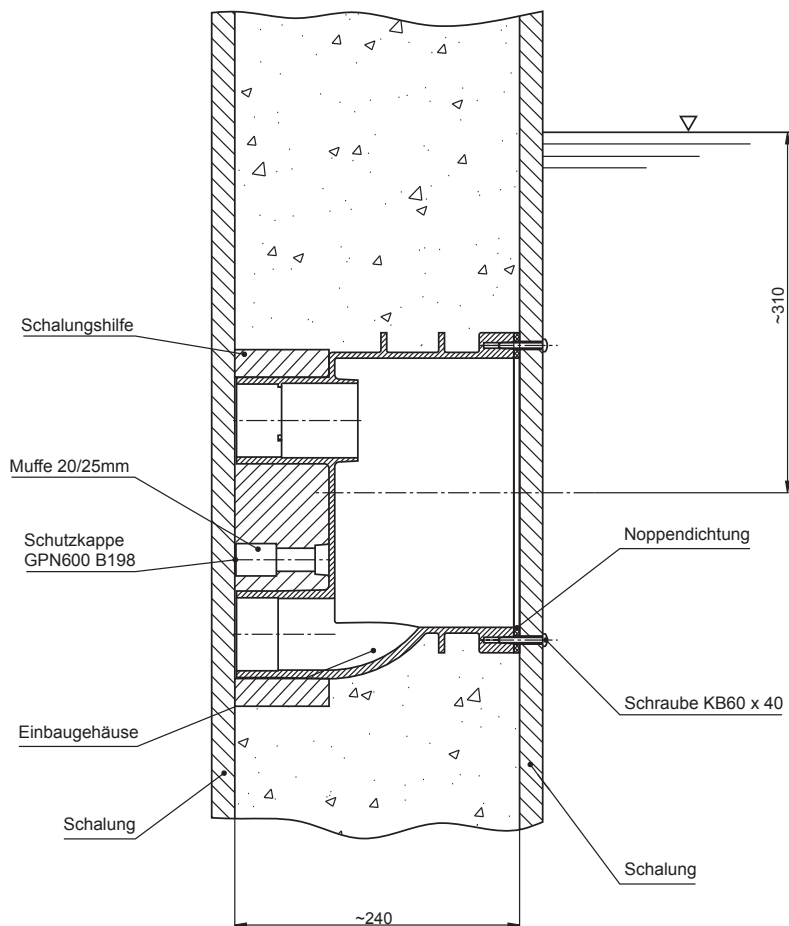 ~310
Schalungshilfe
Muffe 20/25mm
Schutzkappe
GPN600 B198
Noppendichtung
Schraube KB60 x 40
Einbaugehäuse
Schalung
Schalung
~240